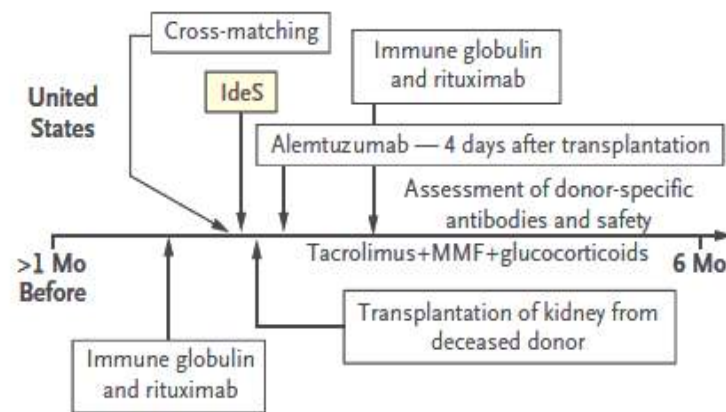 Cross-matching
Immune globulin
and rituximab
United
States
IdeS
Alemtuzumab — 4 days after transplantation
Assessment of donor-specific
antibodies and safety
>1 Mo
Before
Tacrolimus+MMF+glucocorticoids
6 Mo
Immune globulin
and rituximab
Transplantation of kidney from
deceased donor